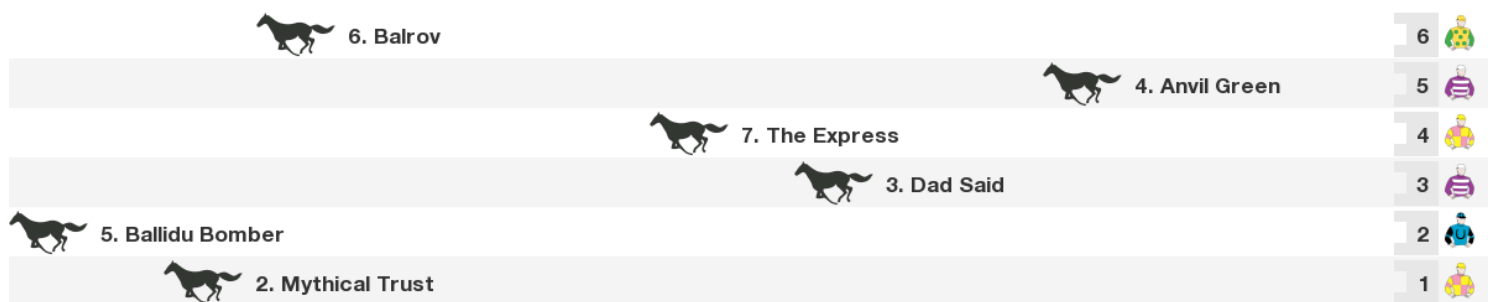 6. Balrov 6
4. Anvil Green 5
7. The Express 4
3. Dad Said 3
5. Ballidu Bomber 2
2. Mythical Trust 1